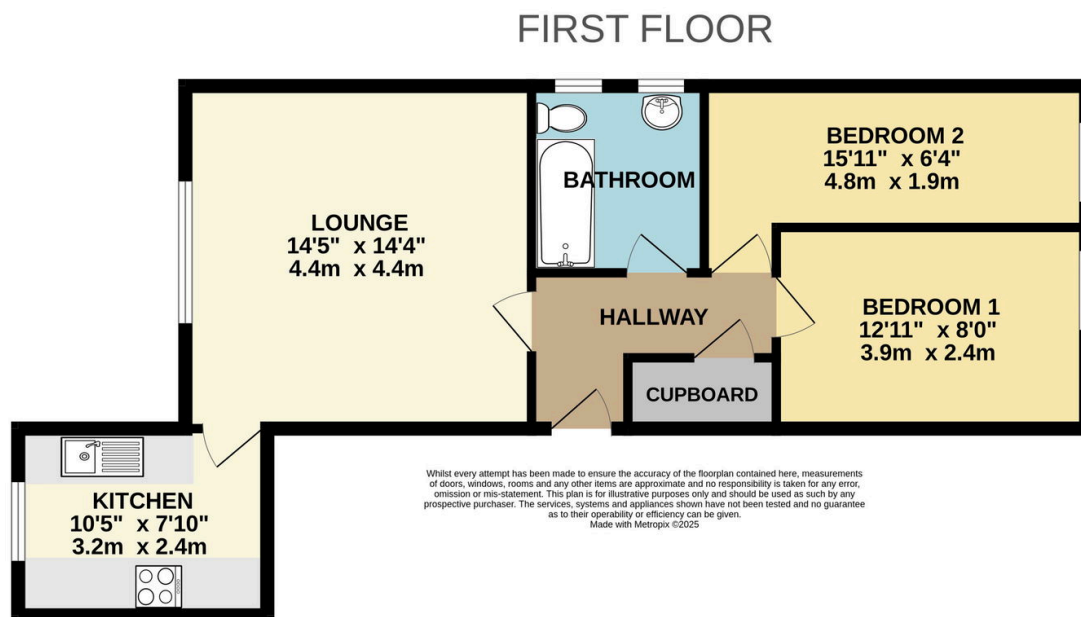 FIRST FLOOR
LOUNGE
14'5" x 14'4"
4.4m x 4.4m
BATHROOM
BEDROOM 2
15'11" x 6'4"
4.8m x 1.9m
HALLWAY
BEDROOM 1
12'11" x 8'0"
3.9m x 2.4m
CUPBOARD
KITCHEN
10'5" x 7'10"
3.2m x 2.4m
Whilst every attempt has been made to ensure the accuracy of the floorplan contained here, measurements
of doors, windows, rooms and any other items are approximate and no responsibility is taken for any error,
omission or mis-statement. This plan is for illustrative purposes only and should be used as such by any
prospective purchaser. The services, systems and appliances shown have not been tested and no guarantee
as to their operability or efficiency can be given.
Made with Metropix ©2025